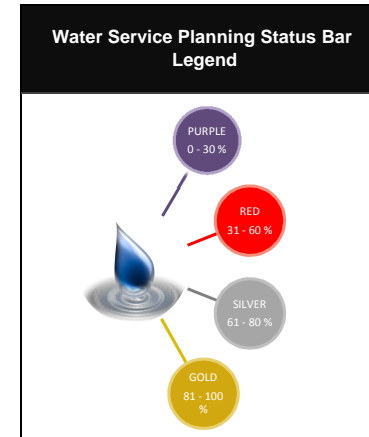 Water Service Planning Status Bar
Legend
PURPLE
0 - 30 %
RED
31 - 60 %
SILVER
61 - 80 %
GOLD
81 - 100
%